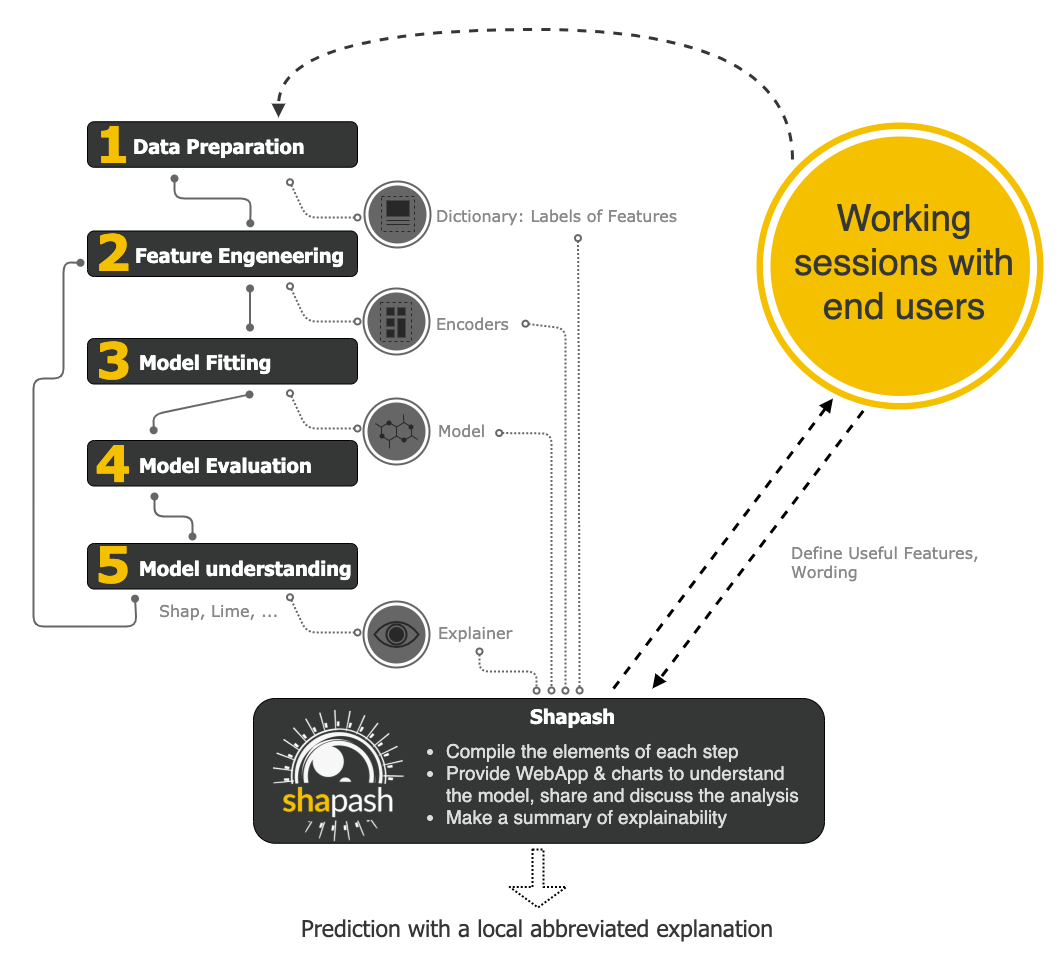 1 Data Preparation
Dictionary: Labels of Features
2 Feature Engeneering
Encoders
3 Model Fitting
Model
4 Model Evaluation
5 Model understanding
Shap, Lime, ...
Explainer
Working
sessions with
end users
Define Useful Features,
Wording
Shapash
shapash
• Compile the elements of each step
• Provide WebApp & charts to understand
the model, share and discuss the analysis
• Make a summary of explainability
Prediction with a local abbreviated explanation